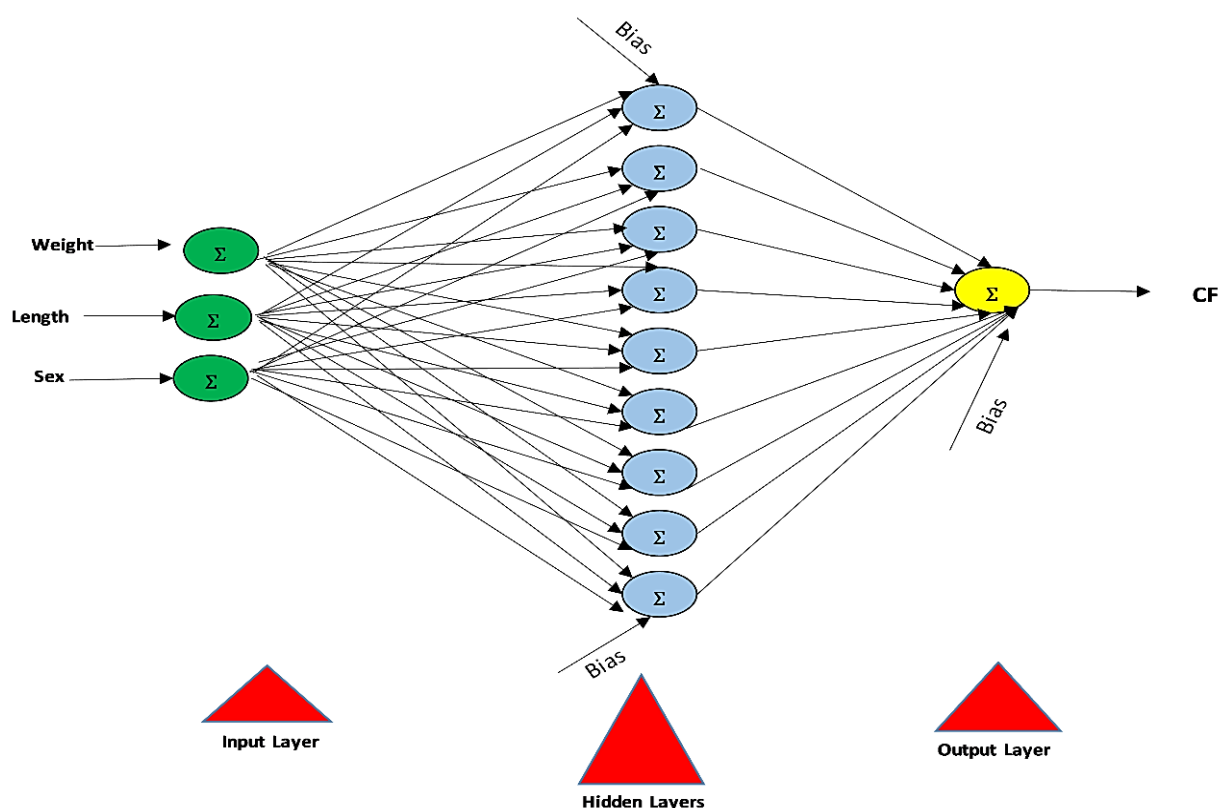 Bias
Σ
Σ
Σ
Σ
Σ
Σ
Σ
Σ
Σ
Weight
Σ
Length
Σ
Sex
Σ
Σ
CF
Bias
Bias
Input Layer
Hidden Layers
Output Layer